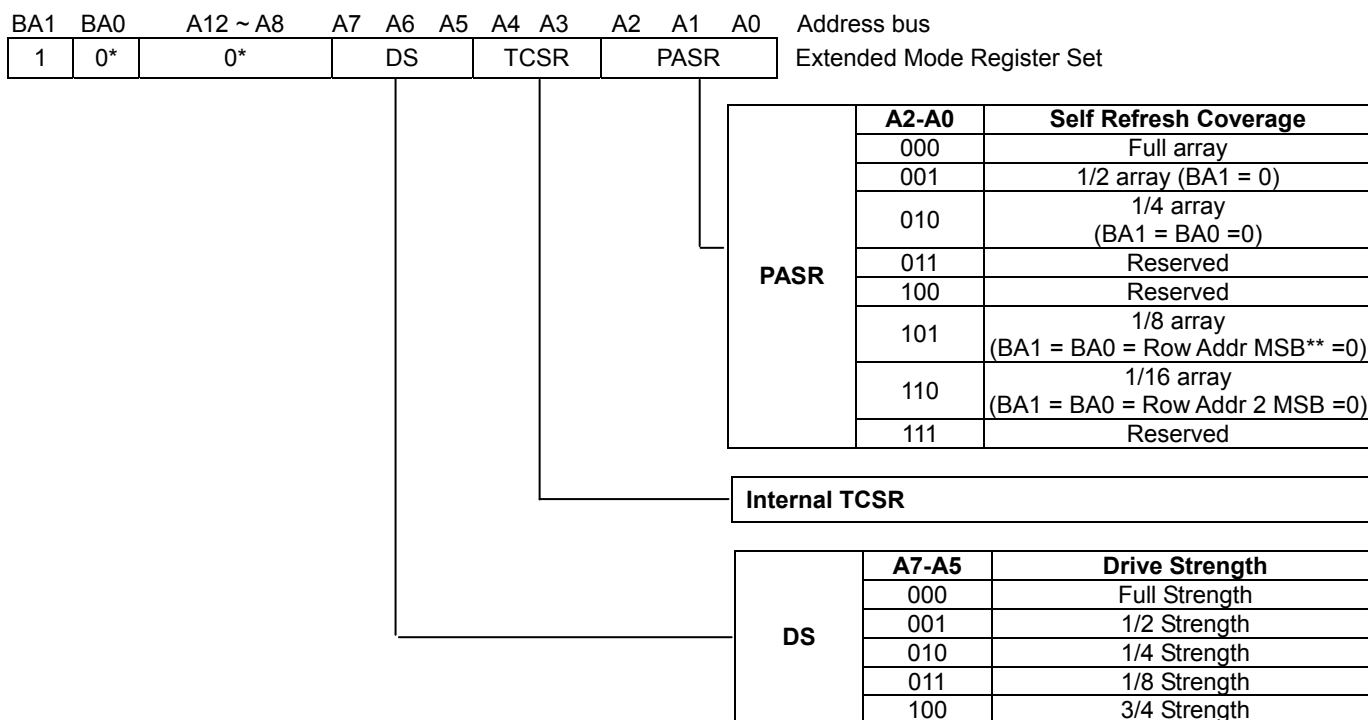 BA1 BA0 A12 ~ A8 A7 A6 A5 A4 A3 A2 A1 A0 Address bus
1 0* 0* DS TCSR PASR Extended Mode Register Set
A2-A0 Self Refresh Coverage
000 Full array
001 1/2 array (BA1 = 0)
010 1/4 array
(BA1 = BA0 =0)
PASR
011 Reserved
100 Reserved
101 1/8 array
(BA1 = BA0 = Row Addr MSB** =0)
110 1/16 array
(BA1 = BA0 = Row Addr 2 MSB =0)
111 Reserved
Internal TCSR
A7-A5 Drive Strength
000 Full Strength
DS
001 1/2 Strength
010 1/4 Strength
011 1/8 Strength
100 3/4 Strength